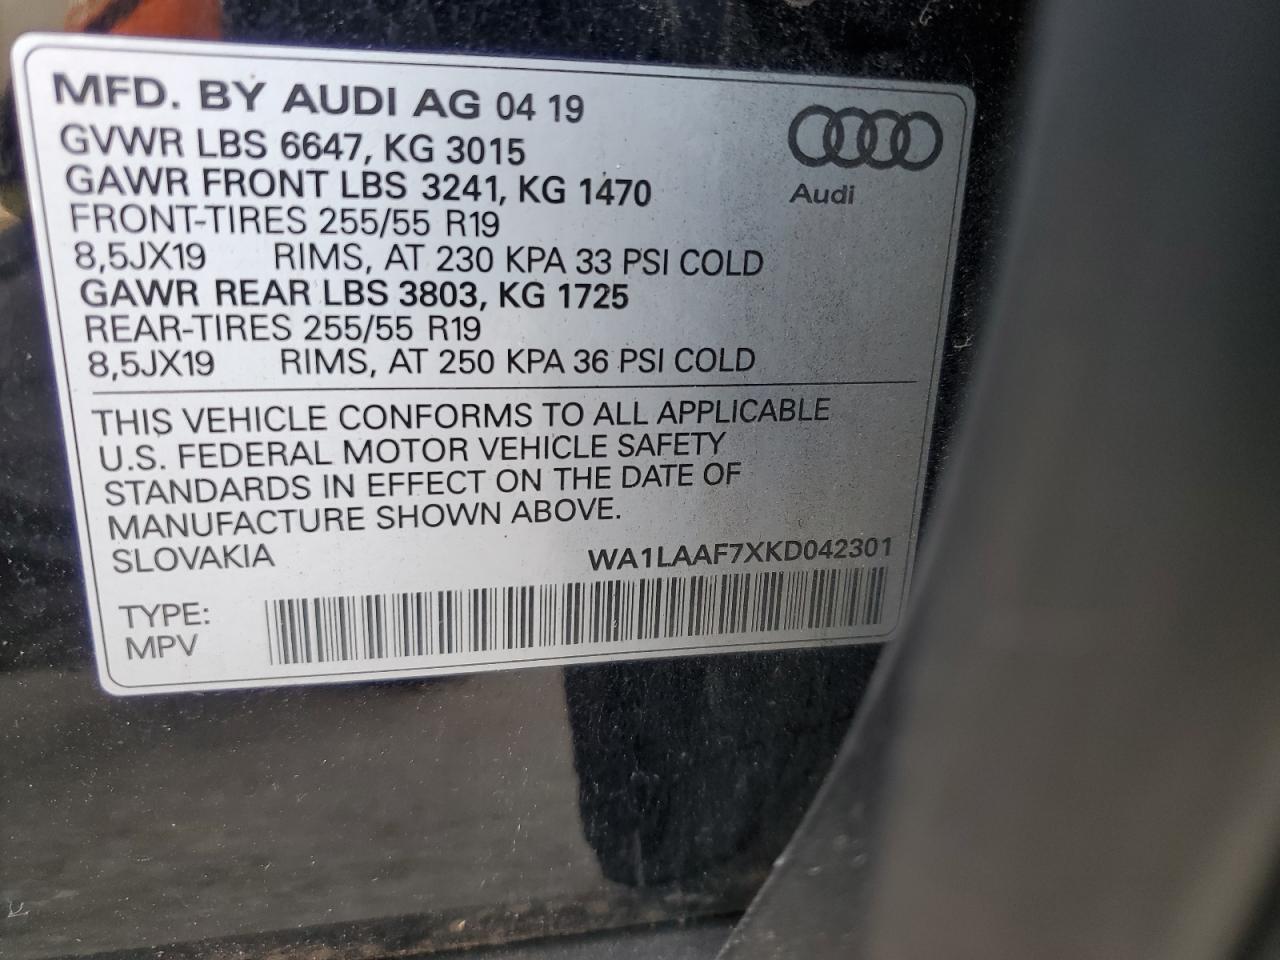 MFD. BY AUDI AG 04 19
GVWR LBS 6647, KG 3015
GAWR FRONT LBS 3241, KG 1470
FRONT-TIRES 255/55 R19
8,5JX19 RIMS, AT 230 KPA 33 PSI COLD
GAWR REAR LBS 3803, KG 1725
REAR-TIRES 255/55 R19
8,5JX19 RIMS, AT 250 KPA 36 PSI COLD
Audi
THIS VEHICLE CONFORMS TO ALL APPLICABLE
U.S. FEDERAL MOTOR VEHICLE SAFETY
STANDARDS IN EFFECT ON THE DATE OF
MANUFACTURE SHOWN ABOVE.
SLOVAKIA WA1LAAF7XKD042301
TYPE:
MPV